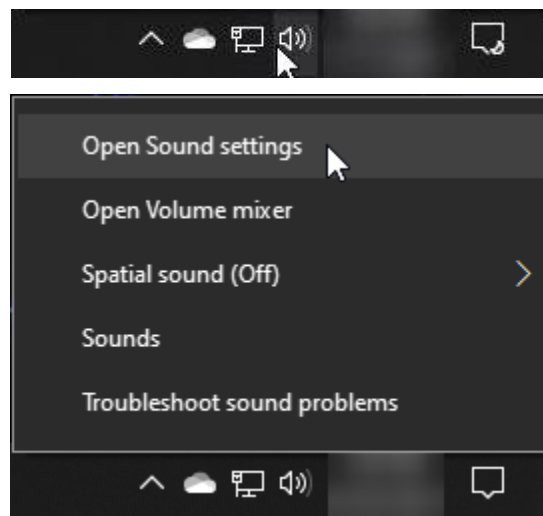 Open Sound settings
Open Volume mixer
Spatial sound (Off)
Sounds
Troubleshoot sound problems